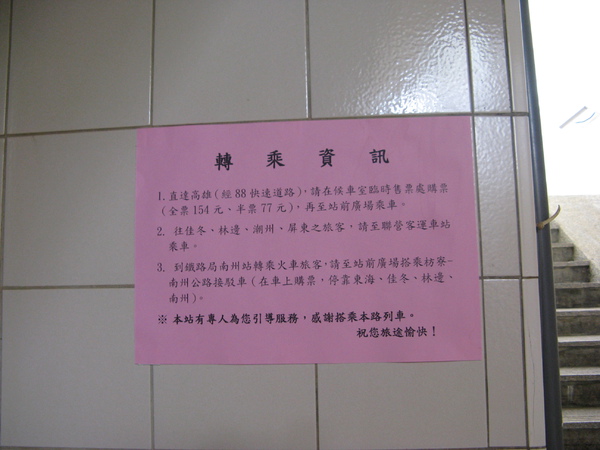 轉乘資訊
1. 直達高雄(經88快速道路),請在候車室臨時售票處購票
(全票154元、半票77元),再至站前廣場乘車。
2. 往佳冬、林邊、潮州、屏東之旅客,請至聯營客運車站
乘車。
3. 到鐵路局南州站轉乘火車旅客,請至站前廣場搭乘枋寮-
南州公路接駁車(在車上購票,停靠東海、佳冬、林邊、
南州)。
※ 本站有專人為您引導服務,感謝搭乘本路列車。
祝您旅途愉快!